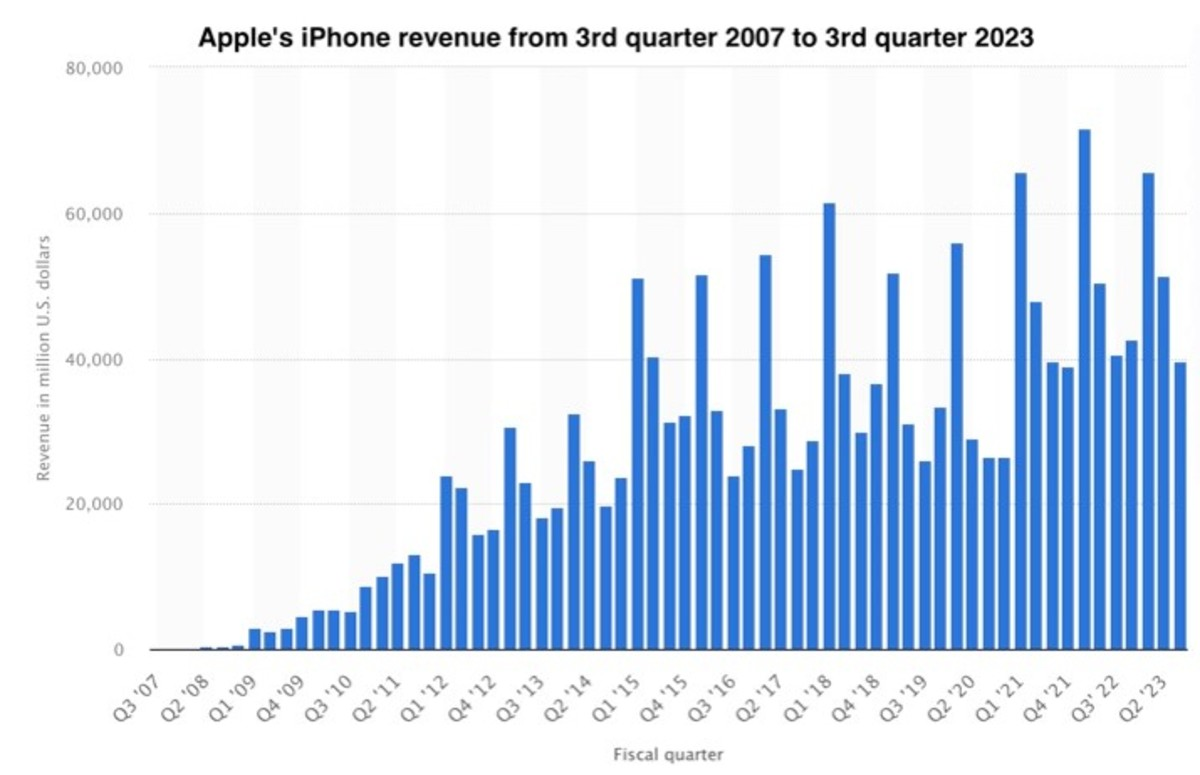 Apple's iPhone revenue from 3rd quarter 2007 to 3rd quarter 2023
80,000
60,000
40,000
20,000
0
Revenue in million U.S. dollars
Q3 '07
Q2 '08
Q1 '09
Q4 '09
Q3 '10
Q2 '11
Q1 '12
Q4 '12
Q3 '13
Q2 '14
Q1 '15
Q4 '15
Q3 '16
Q2 '17
Q1 '18
Q4 '18
Q3 '19
Q2 '20
Q1 '21
Q4 '21
Q3 '22
Q2 '23
Fiscal quarter